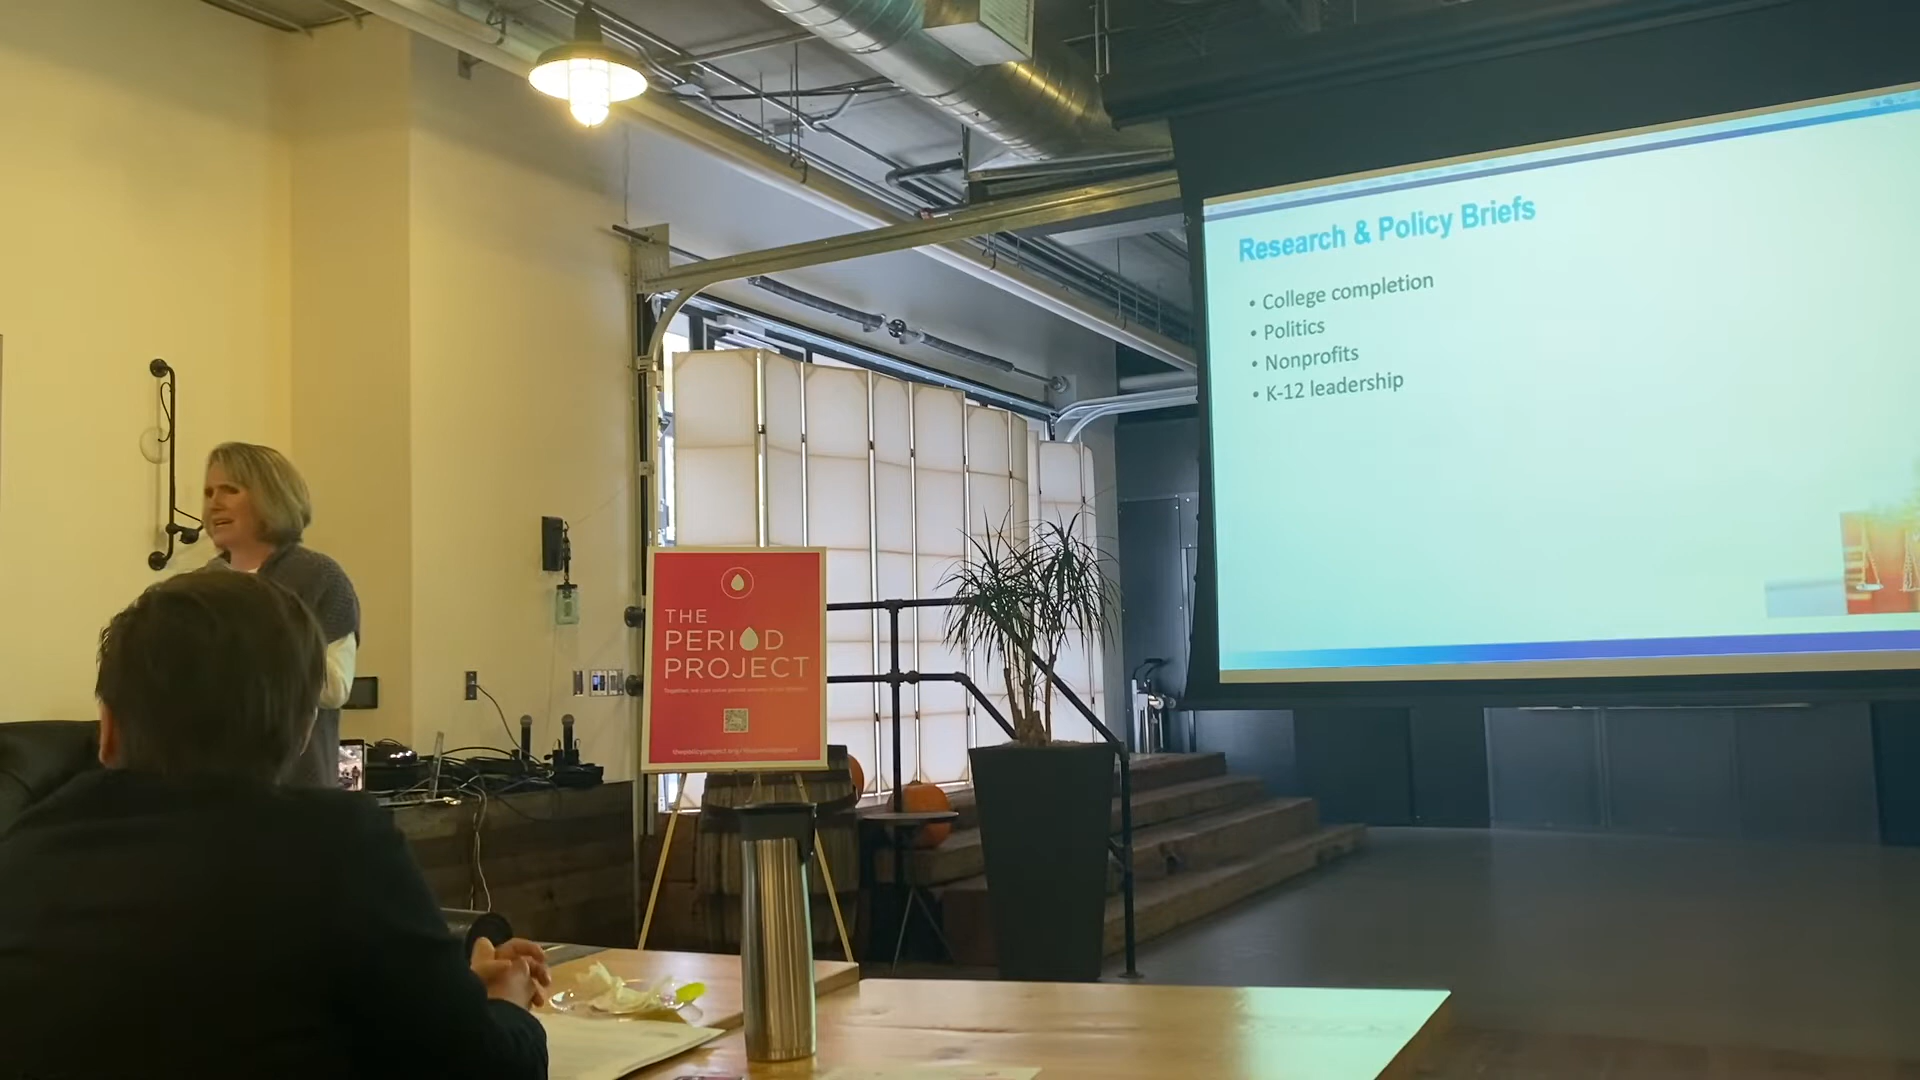 Research & Policy Briefs
• College completion
• Politics
• Nonprofits
• K-12 leadership
THE
PERIOD
PROJECT